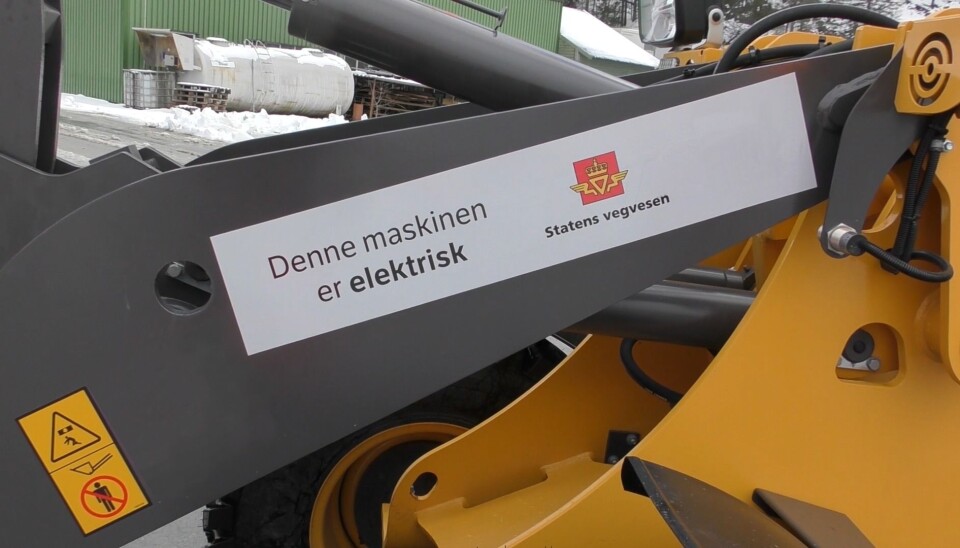 Denne maskinen
er elektrisk
Statens vegvesen